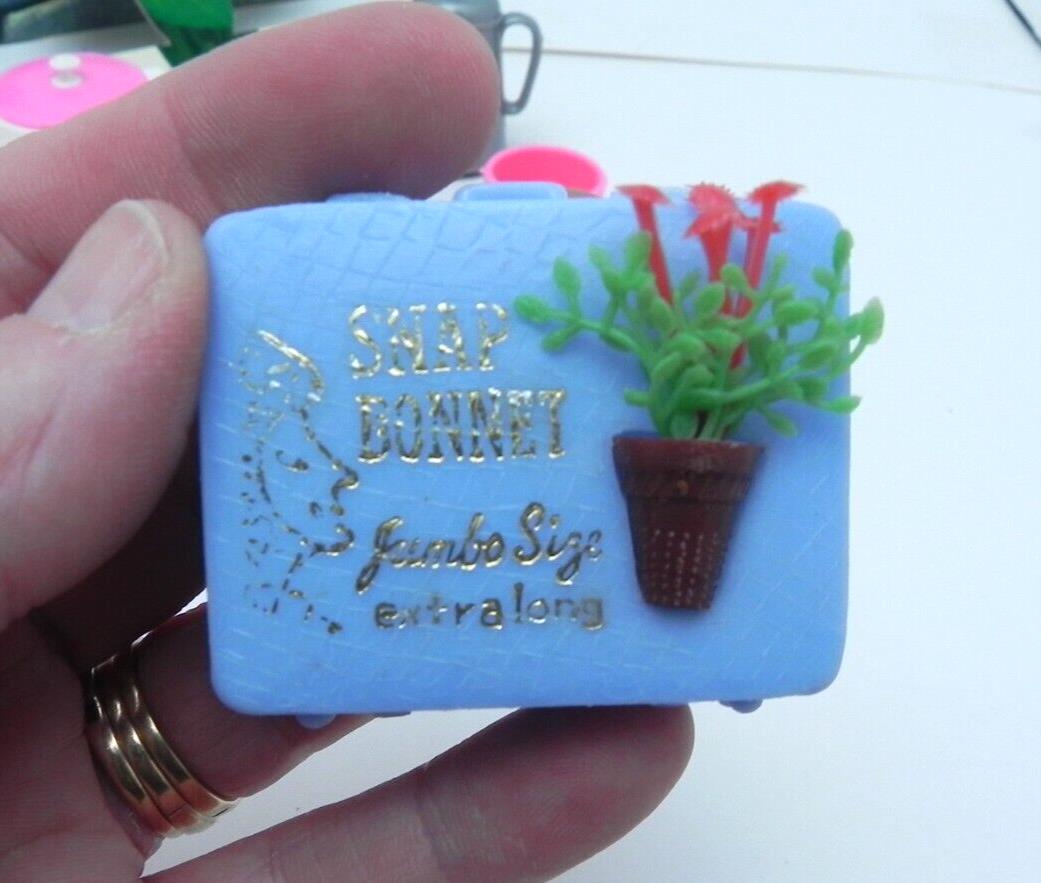 SNAP
BONNET
Jumbo Size
extra long